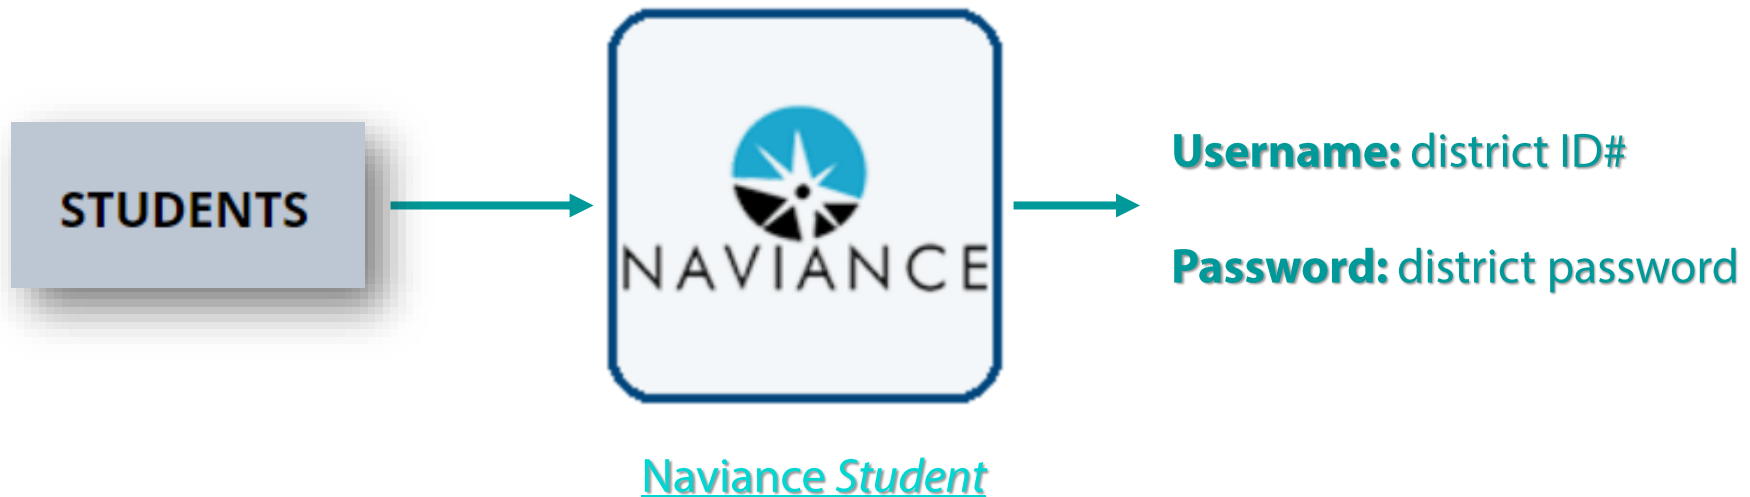 STUDENTS
NAVIANCE
Username: district ID#
Password: district password
Naviance Student